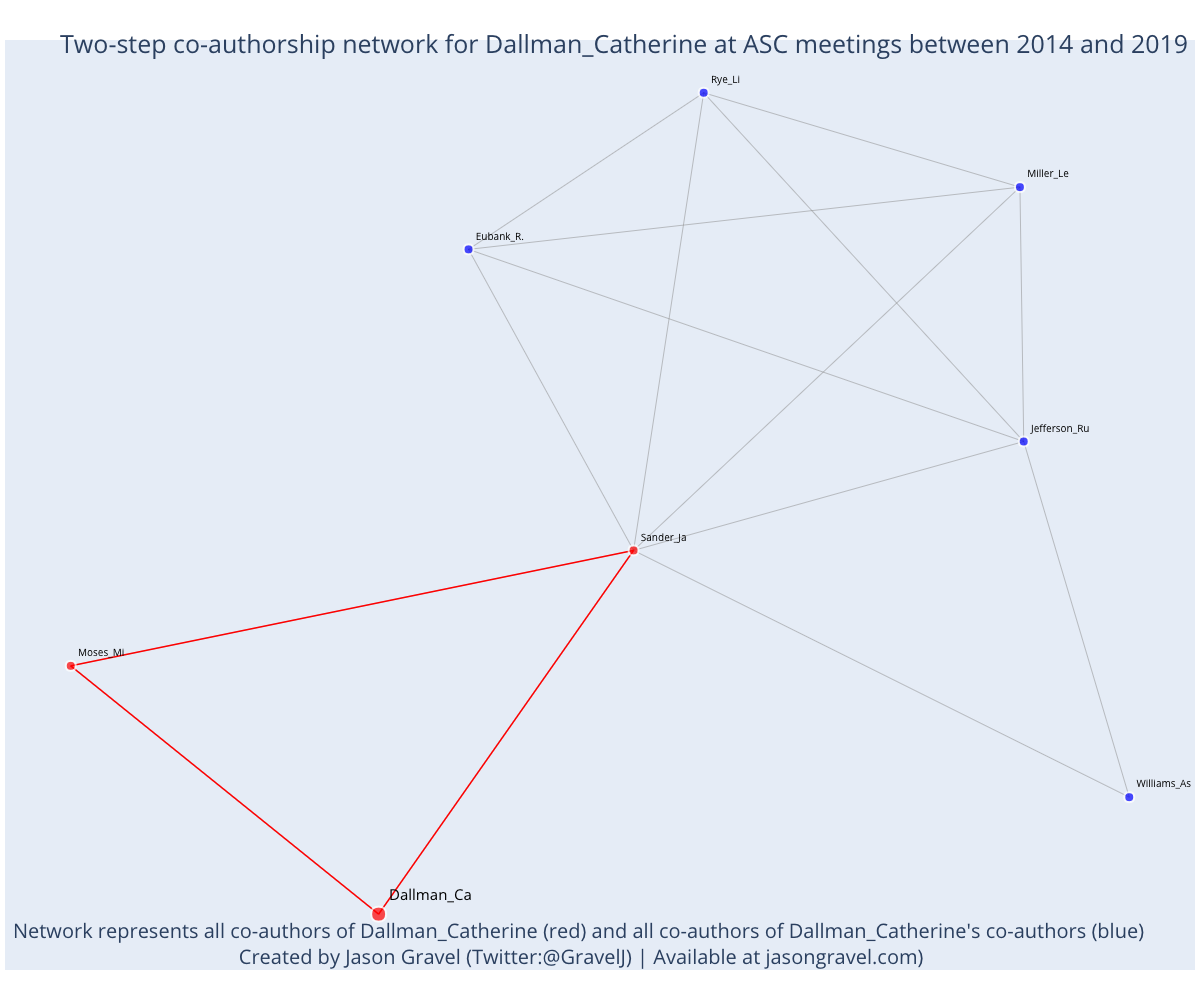 Two-step co-authorship network for Dallman_Catherine at ASC meetings between 2014 and 2019
Rye_Li
Miller_Le
Eubank_R.
Jefferson_Ru
Sander_Ja
Moses_Mi
Williams_As
Dallman_Ca
Network represents all co-authors of Dallman_Catherine (red) and all co-authors of Dallman_Catherine's co-authors (blue)
Created by Jason Gravel (Twitter:@GravelJ) | Available at jasongravel.com)